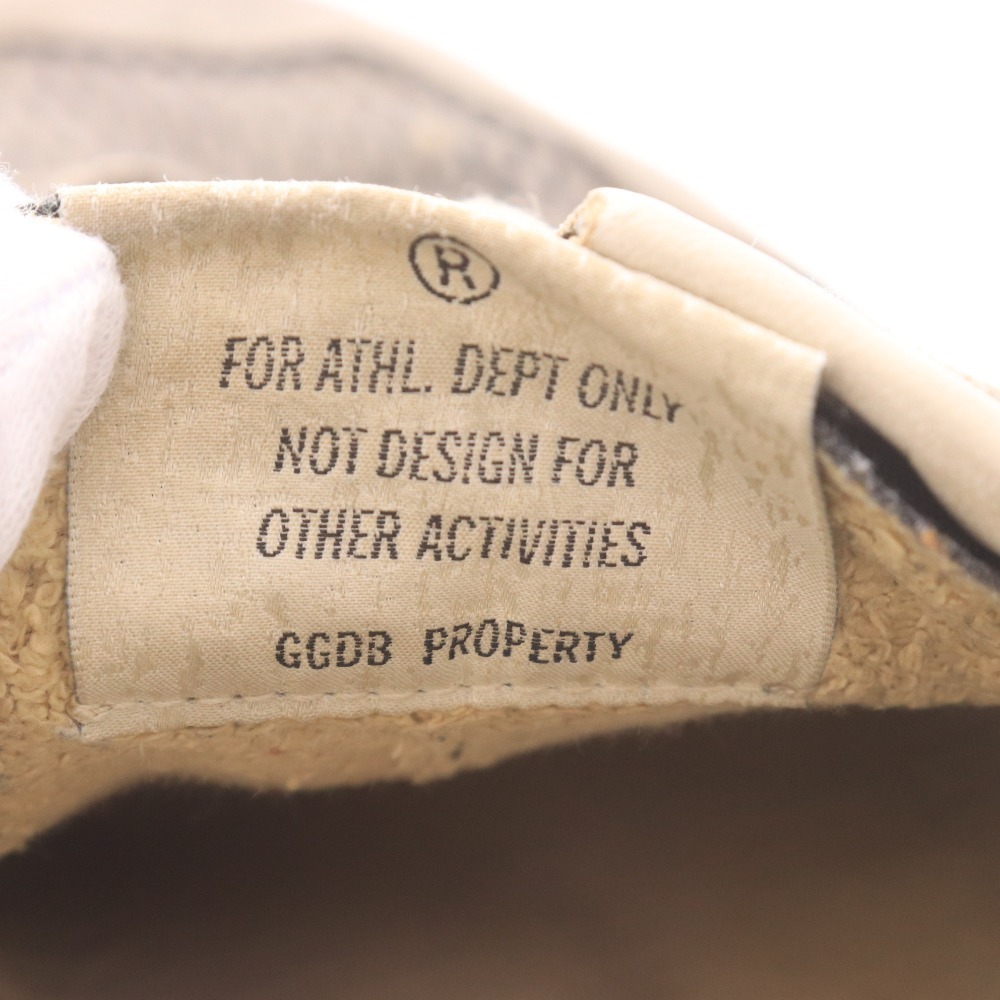 ®
FOR ATHL. DEPT ONLY
NOT DESIGN FOR
OTHER ACTIVITIES
GGDB PROPERTY